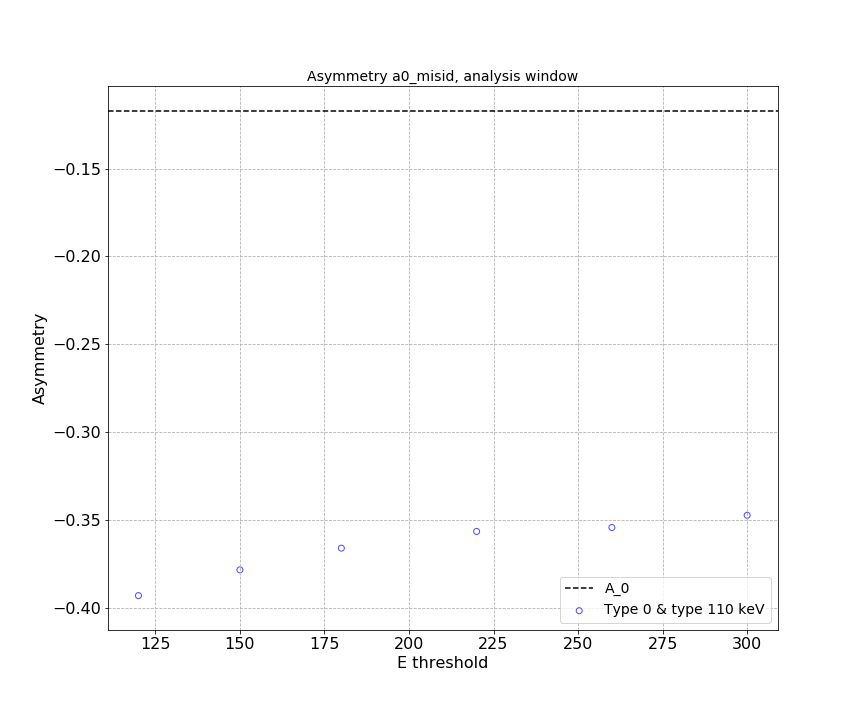 Asymmetry a0_misid, analysis window
Asymmetry
−0.15
−0.20
−0.25
−0.30
−0.35
−0.40
A_0
Type 0 & type 110 keV
125
150
175
200
225
250
275
300
E threshold